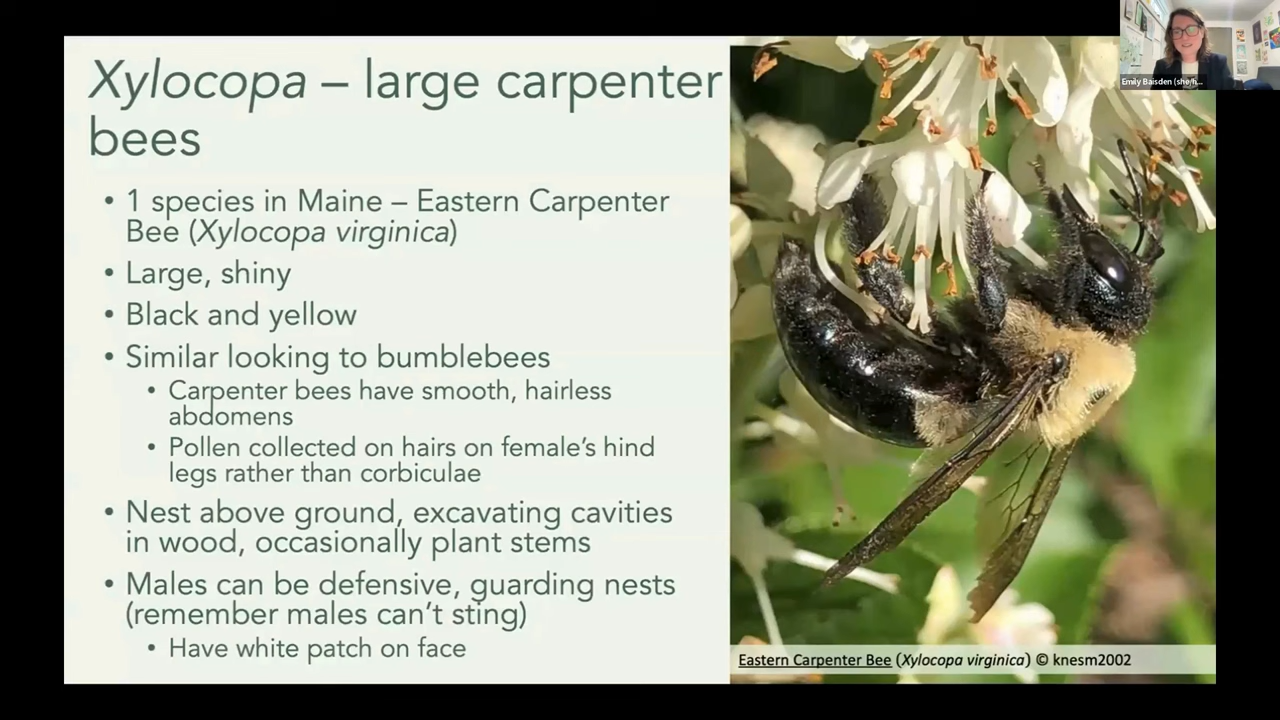 Xylocopa – large carpenter
bees
• 1 species in Maine – Eastern Carpenter
Bee (Xylocopa virginica)
• Large, shiny
• Black and yellow
• Similar looking to bumblebees
• Carpenter bees have smooth, hairless
abdomens
• Pollen collected on hairs on female’s hind
legs rather than corbiculae
• Nest above ground, excavating cavities
in wood, occasionally plant stems
• Males can be defensive, guarding nests
(remember males can’t sting)
• Have white patch on face
Eastern Carpenter Bee (Xylocopa virginica) © knesm2002
Emily Baisden (she/h...